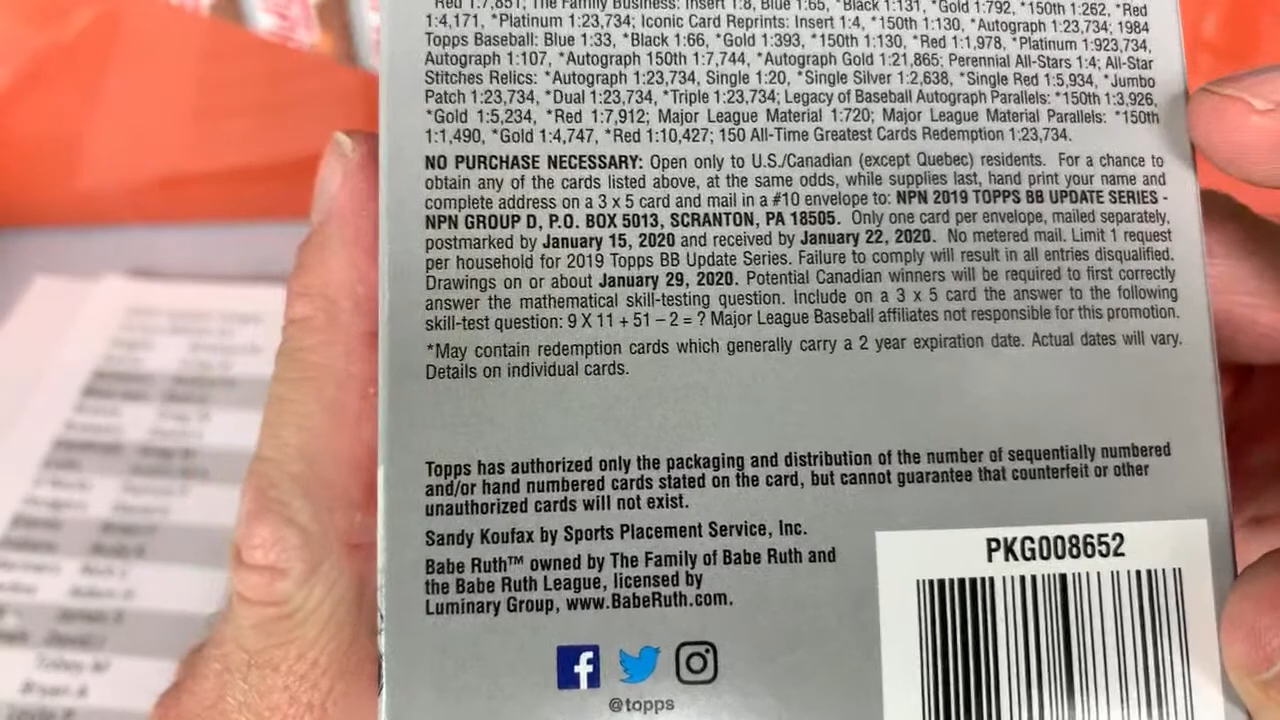 Red 1:7,851; The Family Business: Insert 1:8, Blue 1:65, *Black 1:131, *Gold 1:792, *150th 1:262, *Red
1:4,171, *Platinum 1:23,734; Iconic Card Reprints: Insert 1:4, *150th 1:130, *Autograph 1:23,734; 1984
Topps Baseball: Blue 1:33, *Black 1:66, *Gold 1:393, *150th 1:130, *Red 1:1,978, *Platinum 1:923,734,
Autograph 1:107, *Autograph 150th 1:7,744, *Autograph Gold 1:21,865; Perennial All-Stars 1:4; All-Star
Stitches Relics: *Autograph 1:23,734, Single 1:20, *Single Silver 1:2,638, *Single Red 1:5,934, *Jumbo
Patch 1:23,734, *Dual 1:23,734, *Triple 1:23,734; Legacy of Baseball Autograph Parallels: *150th 1:3,926,
*Gold 1:5,234, *Red 1:7,912; Major League Material 1:720; Major League Material Parallels: *150th
1:1,490, *Gold 1:4,747, *Red 1:10,427; 150 All-Time Greatest Cards Redemption 1:23,734.
NO PURCHASE NECESSARY: Open only to U.S./Canadian (except Quebec) residents. For a chance to
obtain any of the cards listed above, at the same odds, while supplies last, hand print your name and
complete address on a 3 x 5 card and mail in a #10 envelope to: NPN 2019 TOPPS BB UPDATE SERIES -
NPN GROUP D, P.O. BOX 5013, SCRANTON, PA 18505. Only one card per envelope, mailed separately,
postmarked by January 15, 2020 and received by January 22, 2020. No metered mail. Limit 1 request
per household for 2019 Topps BB Update Series. Failure to comply will result in all entries disqualified.
Drawings on or about January 29, 2020. Potential Canadian winners will be required to first correctly
answer the mathematical skill-testing question. Include on a 3 x 5 card the answer to the following
skill-test question: 9 X 11 + 51 – 2 = ? Major League Baseball affiliates not responsible for this promotion.
*May contain redemption cards which generally carry a 2 year expiration date. Actual dates will vary.
Details on individual cards.
Topps has authorized only the packaging and distribution of the number of sequentially numbered
and/or hand numbered cards stated on the card, but cannot guarantee that counterfeit or other
unauthorized cards will not exist.
Sandy Koufax by Sports Placement Service, Inc.
Babe Ruth™ owned by The Family of Babe Ruth and
the Babe Ruth League, licensed by
Luminary Group, www.BabeRuth.com.
PKG008652
@topps